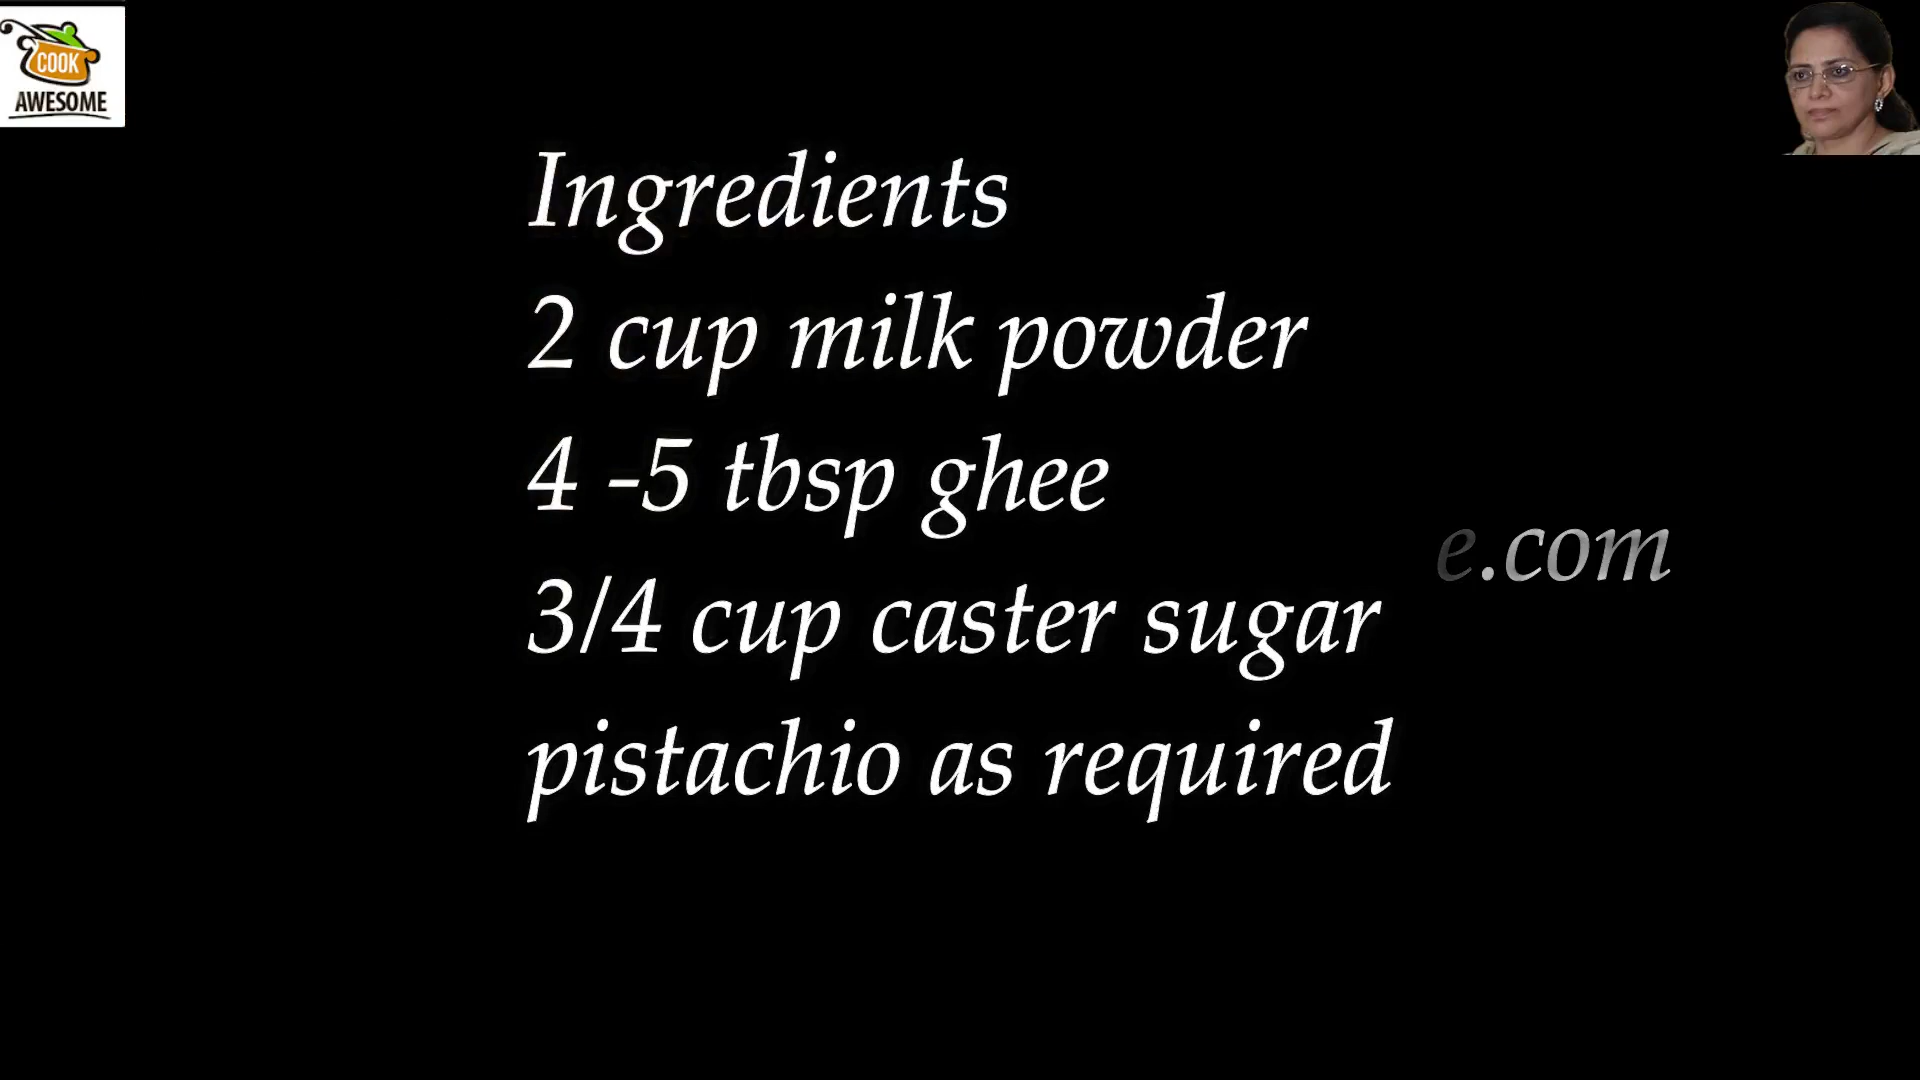 COOK
AWESOME
Ingredients
2 cup milk powder
4 -5 tbsp ghee
e.com
3/4 cup caster sugar
pistachio as required